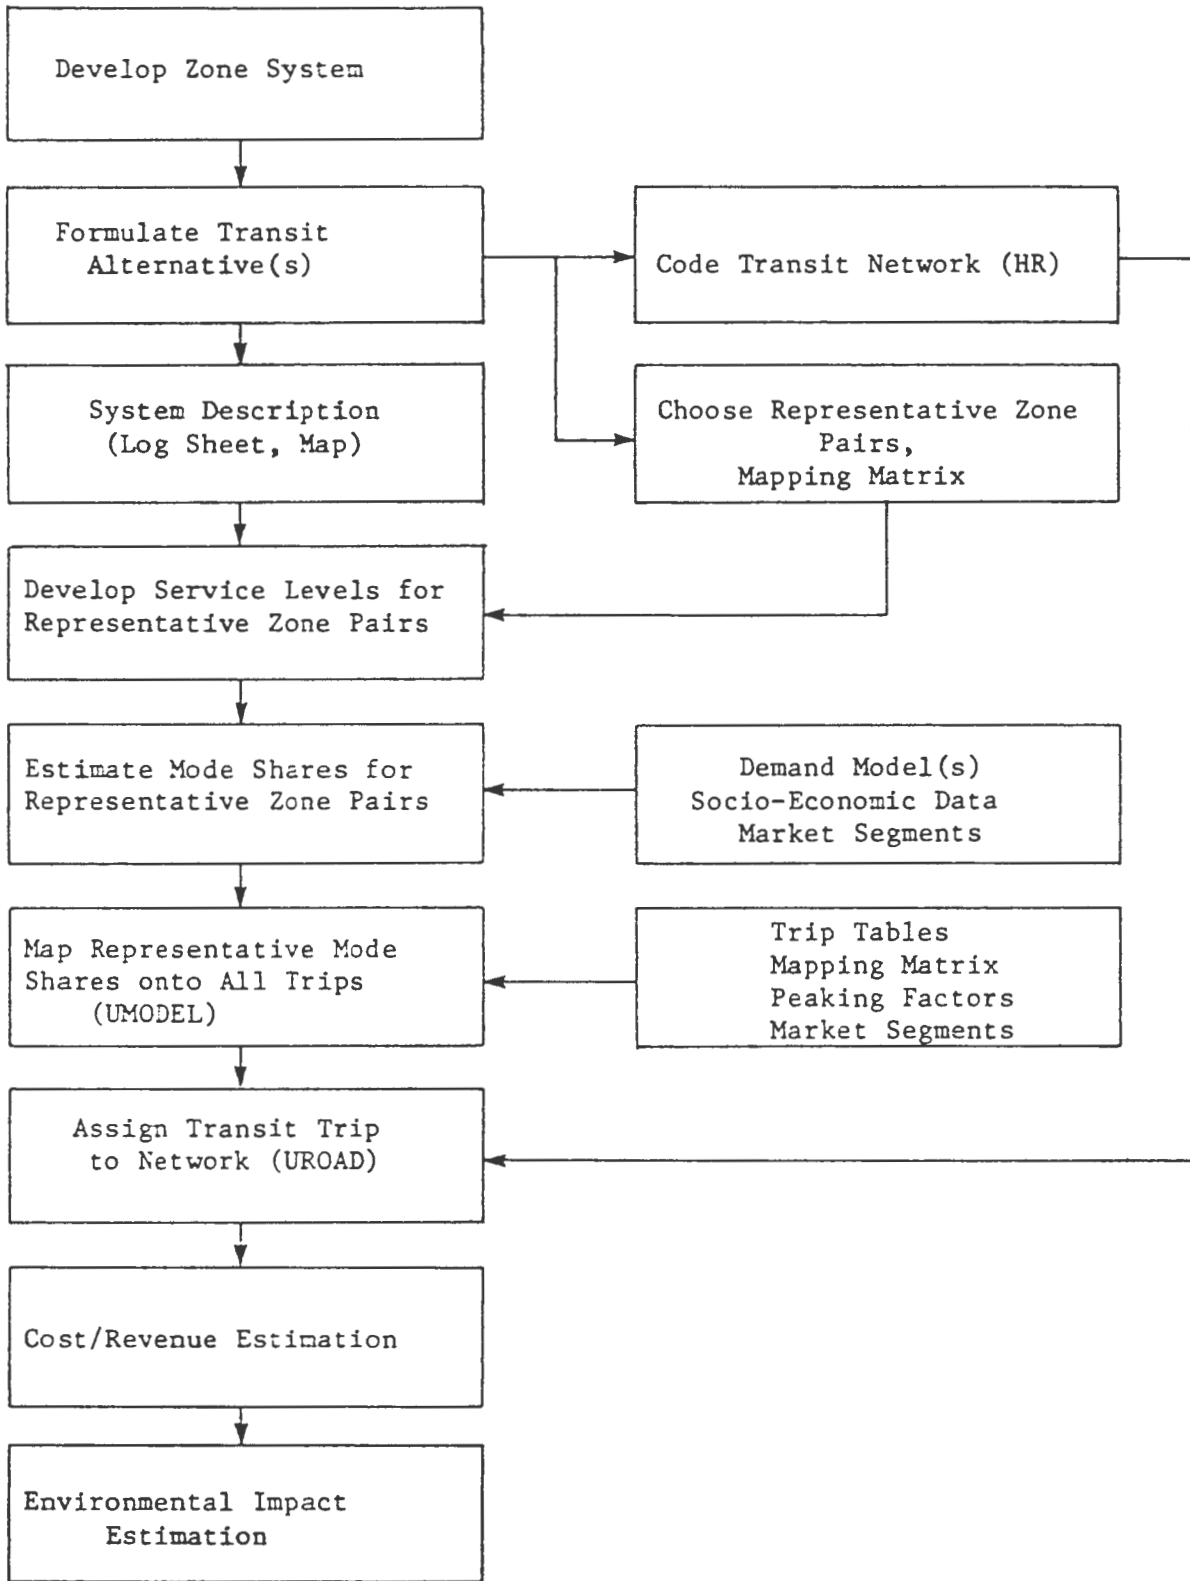 Develop Zone System
Formulate Transit
Alternative(s)
Code Transit Network (HR)
System Description
(Log Sheet, Map)
Choose Representative Zone
Pairs,
Mapping Matrix
Develop Service Levels for
Representative Zone Pairs
Estimate Mode Shares for
Representative Zone Pairs
Demand Model(s)
Socio-Economic Data
Market Segments
Map Representative Mode
Shares onto All Trips
(UMODEL)
Trip Tables
Mapping Matrix
Peaking Factors
Market Segments
Assign Transit Trip
to Network (UROAD)
Cost/Revenue Estimation
Environmental Impact
Estimation